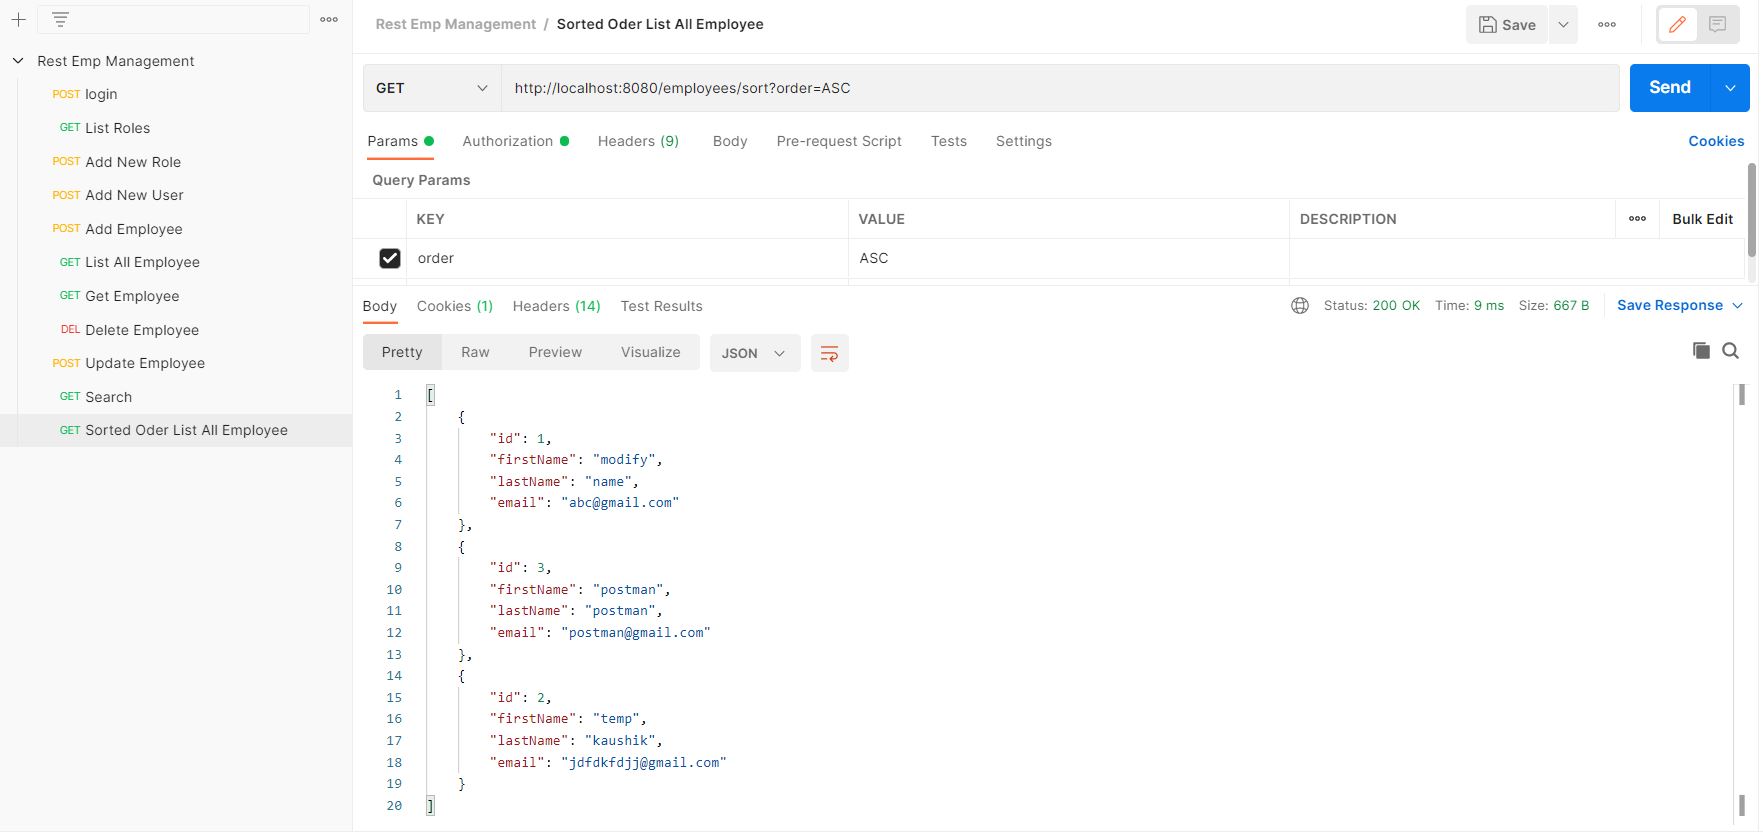 Rest Emp Management
POST login
GET List Roles
POST Add New Role
POST Add New User
POST Add Employee
GET List All Employee
GET Get Employee
DEL Delete Employee
POST Update Employee
GET Search
GET Sorted Oder List All Employee
Rest Emp Management / Sorted Oder List All Employee
Save
GET http://localhost:8080/employees/sort?order=ASC Send
Params Authorization Headers (9) Body Pre-request Script Tests Settings Cookies
Query Params
KEY VALUE DESCRIPTION Bulk Edit
order ASC
Body Cookies (1) Headers (14) Test Results Status: 200 OK Time: 9 ms Size: 667 B Save Response
Pretty Raw Preview Visualize JSON
1 [
2 {
3 "id": 1,
4 "firstName": "modify",
5 "lastName": "name",
6 "email": "abc@gmail.com"
7 },
8 {
9 "id": 3,
10 "firstName": "postman",
11 "lastName": "postman",
12 "email": "postman@gmail.com"
13 },
14 {
15 "id": 2,
16 "firstName": "temp",
17 "lastName": "kaushik",
18 "email": "jdfdkfdjj@gmail.com"
19 }
20 ]